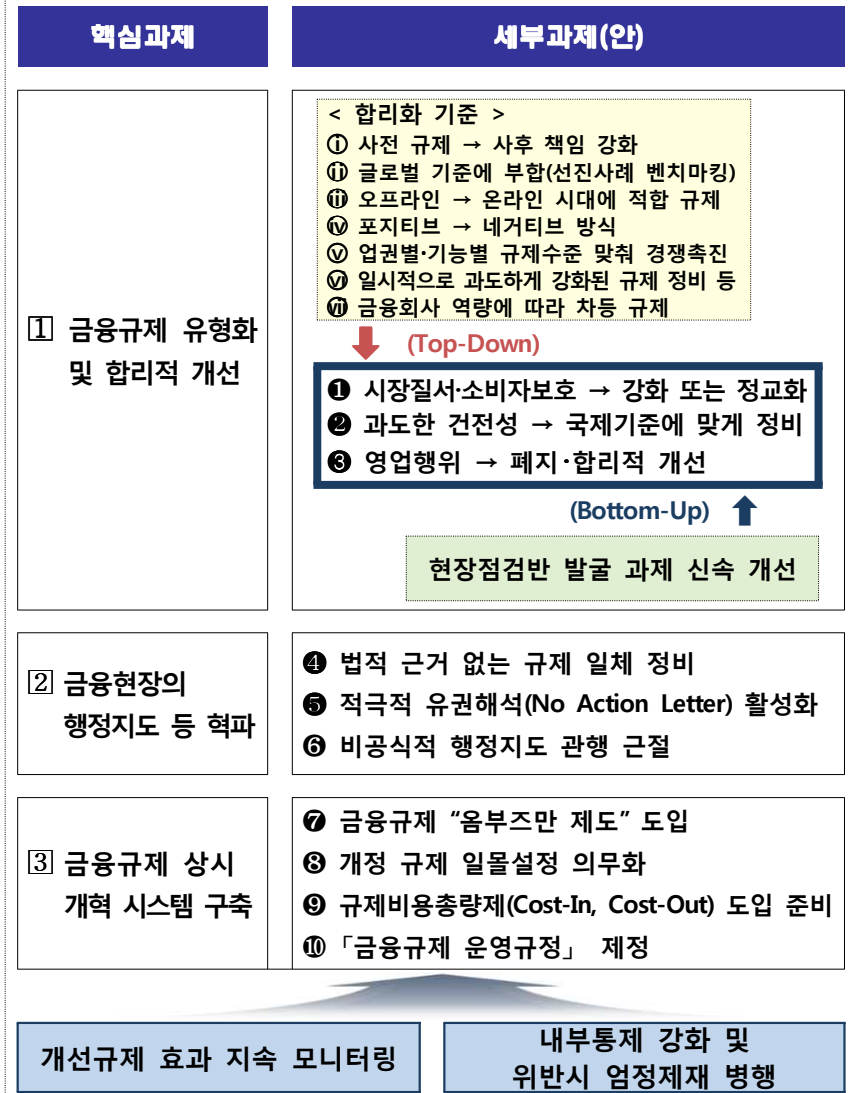 핵심과제
세부과제(안)
1 금융규제 유형화
및 합리적 개선
< 합리화 기준 >
ⓘ 사전 규제 → 사후 책임 강화
ⓘⓘ 글로벌 기준에 부합(선진사례 벤치마킹)
ⓘⓘⓘ 오프라인 → 온라인 시대에 적합 규제
ⓘⓥ 포지티브 → 네거티브 방식
ⓥ 업권별·기능별 규제수준 맞춰 경쟁촉진
ⓥⓘ 일시적으로 과도하게 강화된 규제 정비 등
ⓥⓘⓘ 금융회사 역량에 따라 차등 규제
(Top-Down)
❶ 시장질서·소비자보호 → 강화 또는 정교화
❷ 과도한 건전성 → 국제기준에 맞게 정비
❸ 영업행위 → 폐지·합리적 개선
(Bottom-Up)
현장점검반 발굴 과제 신속 개선
2 금융현장의
행정지도 등 혁파
❹ 법적 근거 없는 규제 일체 정비
❺ 적극적 유권해석(No Action Letter) 활성화
❻ 비공식적 행정지도 관행 근절
3 금융규제 상시
개혁 시스템 구축
❼ 금융규제 “옴부즈만 제도” 도입
❽ 개정 규제 일몰설정 의무화
❾ 규제비용총량제(Cost-In, Cost-Out) 도입 준비
❿ 「금융규제 운영규정」 제정
개선규제 효과 지속 모니터링
내부통제 강화 및
위반시 엄정제재 병행